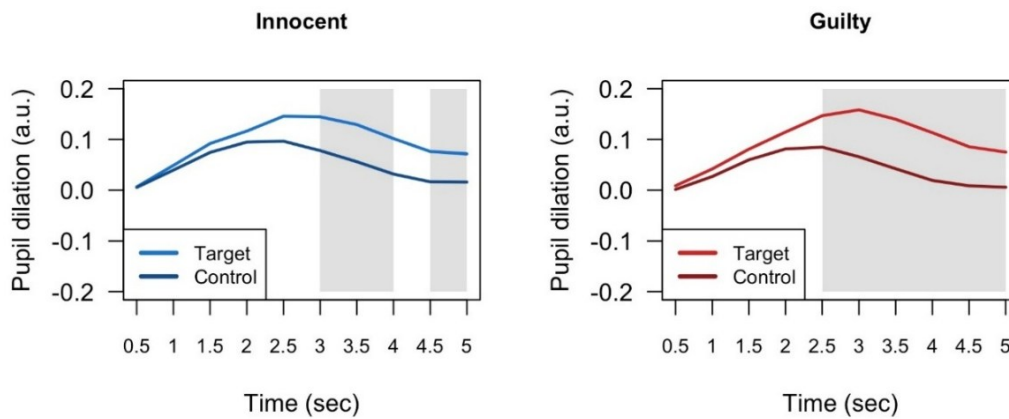 Innocent
Pupil dilation (a.u.)
0.2
0.1
0.0
-0.1
-0.2
Target
Control
0.5 1 1.5 2 2.5 3 3.5 4 4.5 5
Time (sec)
Guilty
Pupil dilation (a.u.)
0.2
0.1
0.0
-0.1
-0.2
Target
Control
0.5 1 1.5 2 2.5 3 3.5 4 4.5 5
Time (sec)